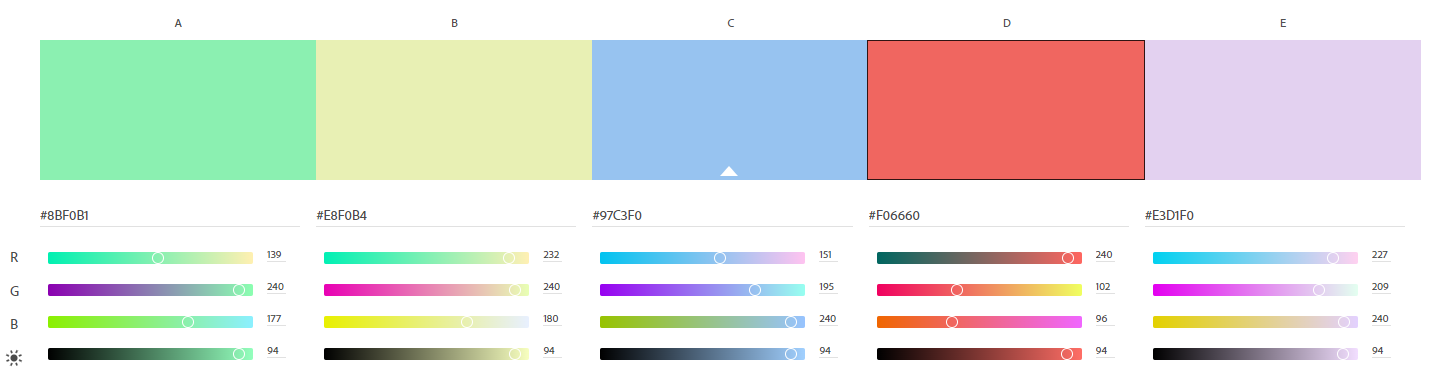 A B C D E
#8BF0B1 #E8F0B4 #97C3F0 #F06660 #E3D1F0
R 139 232 151 240 227
G 240 240 195 102 209
B 177 180 240 96 240
94 94 94 94 94